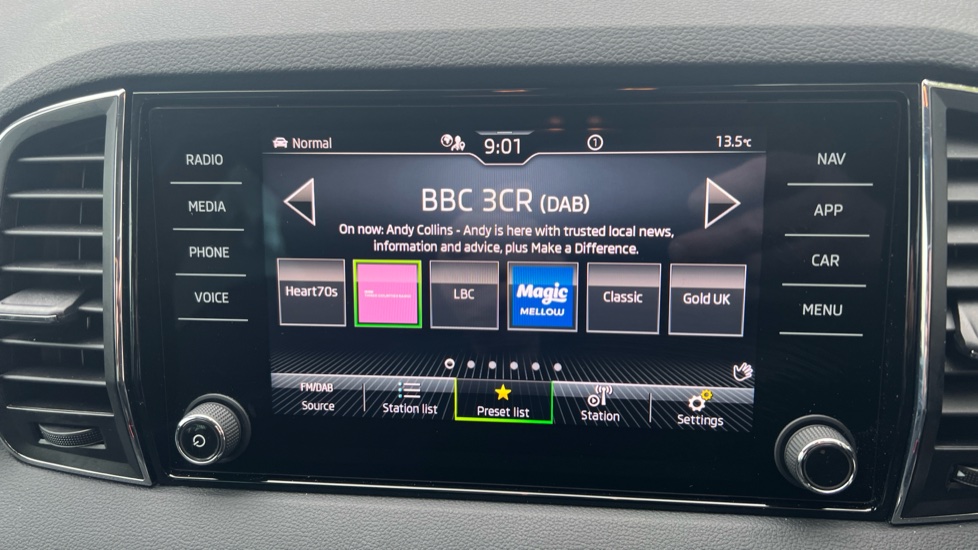 Normal
9:01
1
13.5°C
RADIO
MEDIA
PHONE
VOICE
NAV
APP
CAR
MENU
BBC 3CR (DAB)
On now: Andy Collins - Andy is here with trusted local news,
information and advice, plus Make a Difference.
Heart70s
LBC
Magic
MELLOW
Classic
Gold UK
FM/DAB
Source
Station list
Preset list
Station
Settings